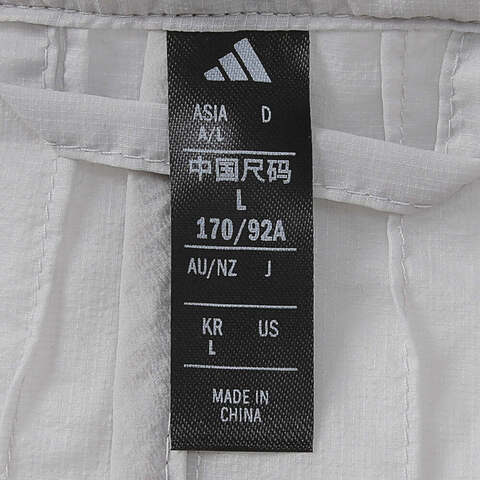 ASIA D
A/L
中国尺码
L
170/92A
AU/NZ J
KR US
L
MADE IN
CHINA